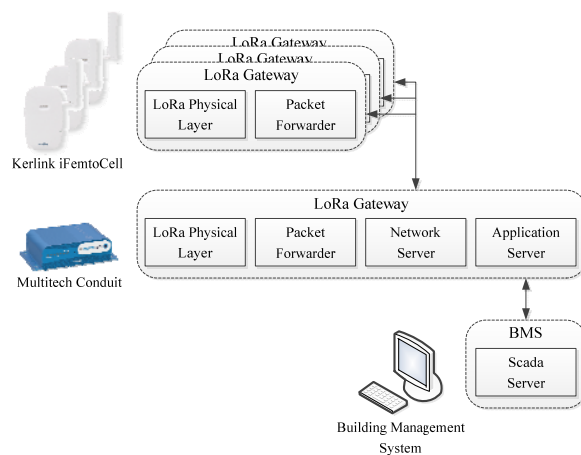 LoRa Gateway
LoRa Gateway
LoRa Gateway
LoRa Physical
Layer
Packet
Forwarder
Kerlink iFemtoCell
LoRa Gateway
LoRa Physical
Layer
Packet
Forwarder
Network
Server
Application
Server
Multitech Conduit
BMS
Scada
Server
Building Management
System